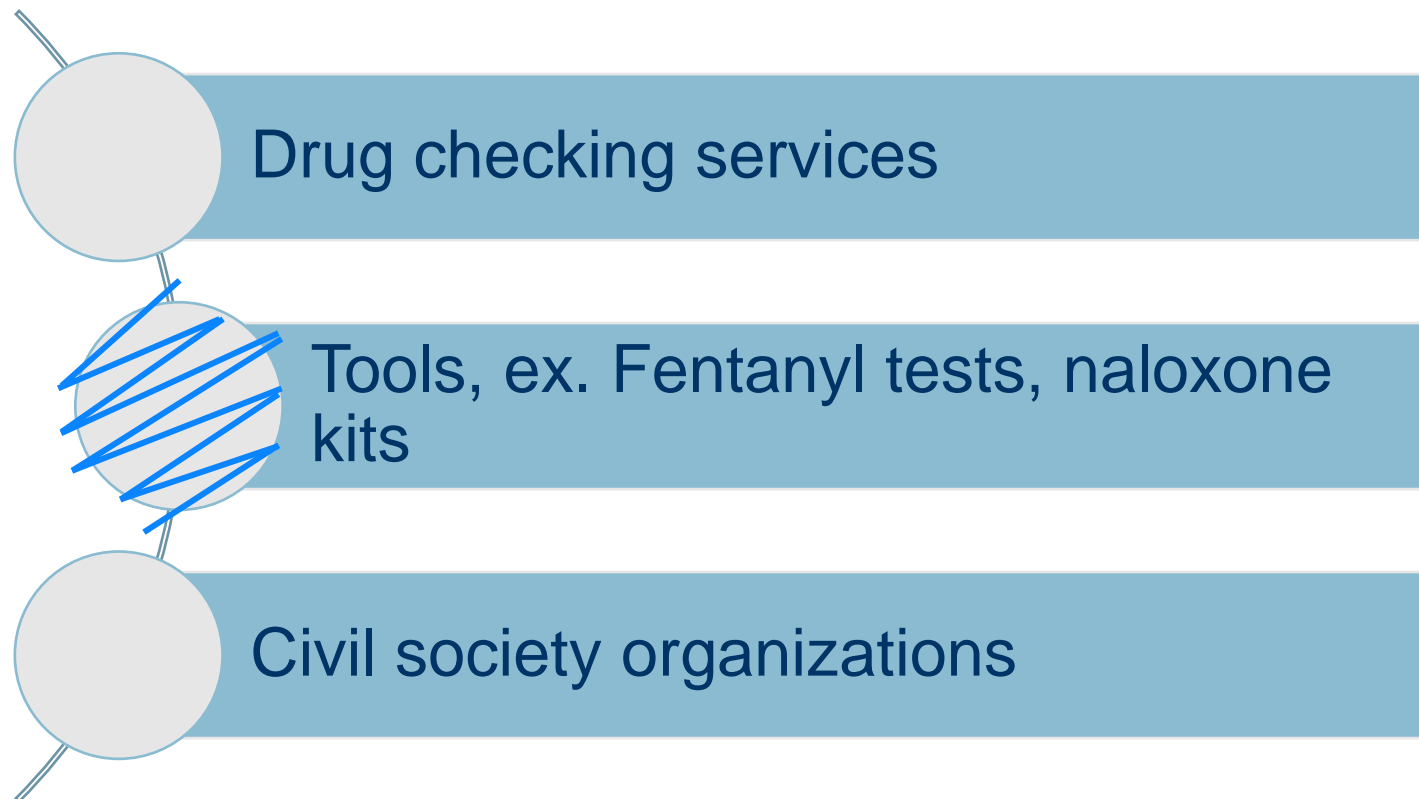 Drug checking services
Tools, ex. Fentanyl tests, naloxone
kits
Civil society organizations